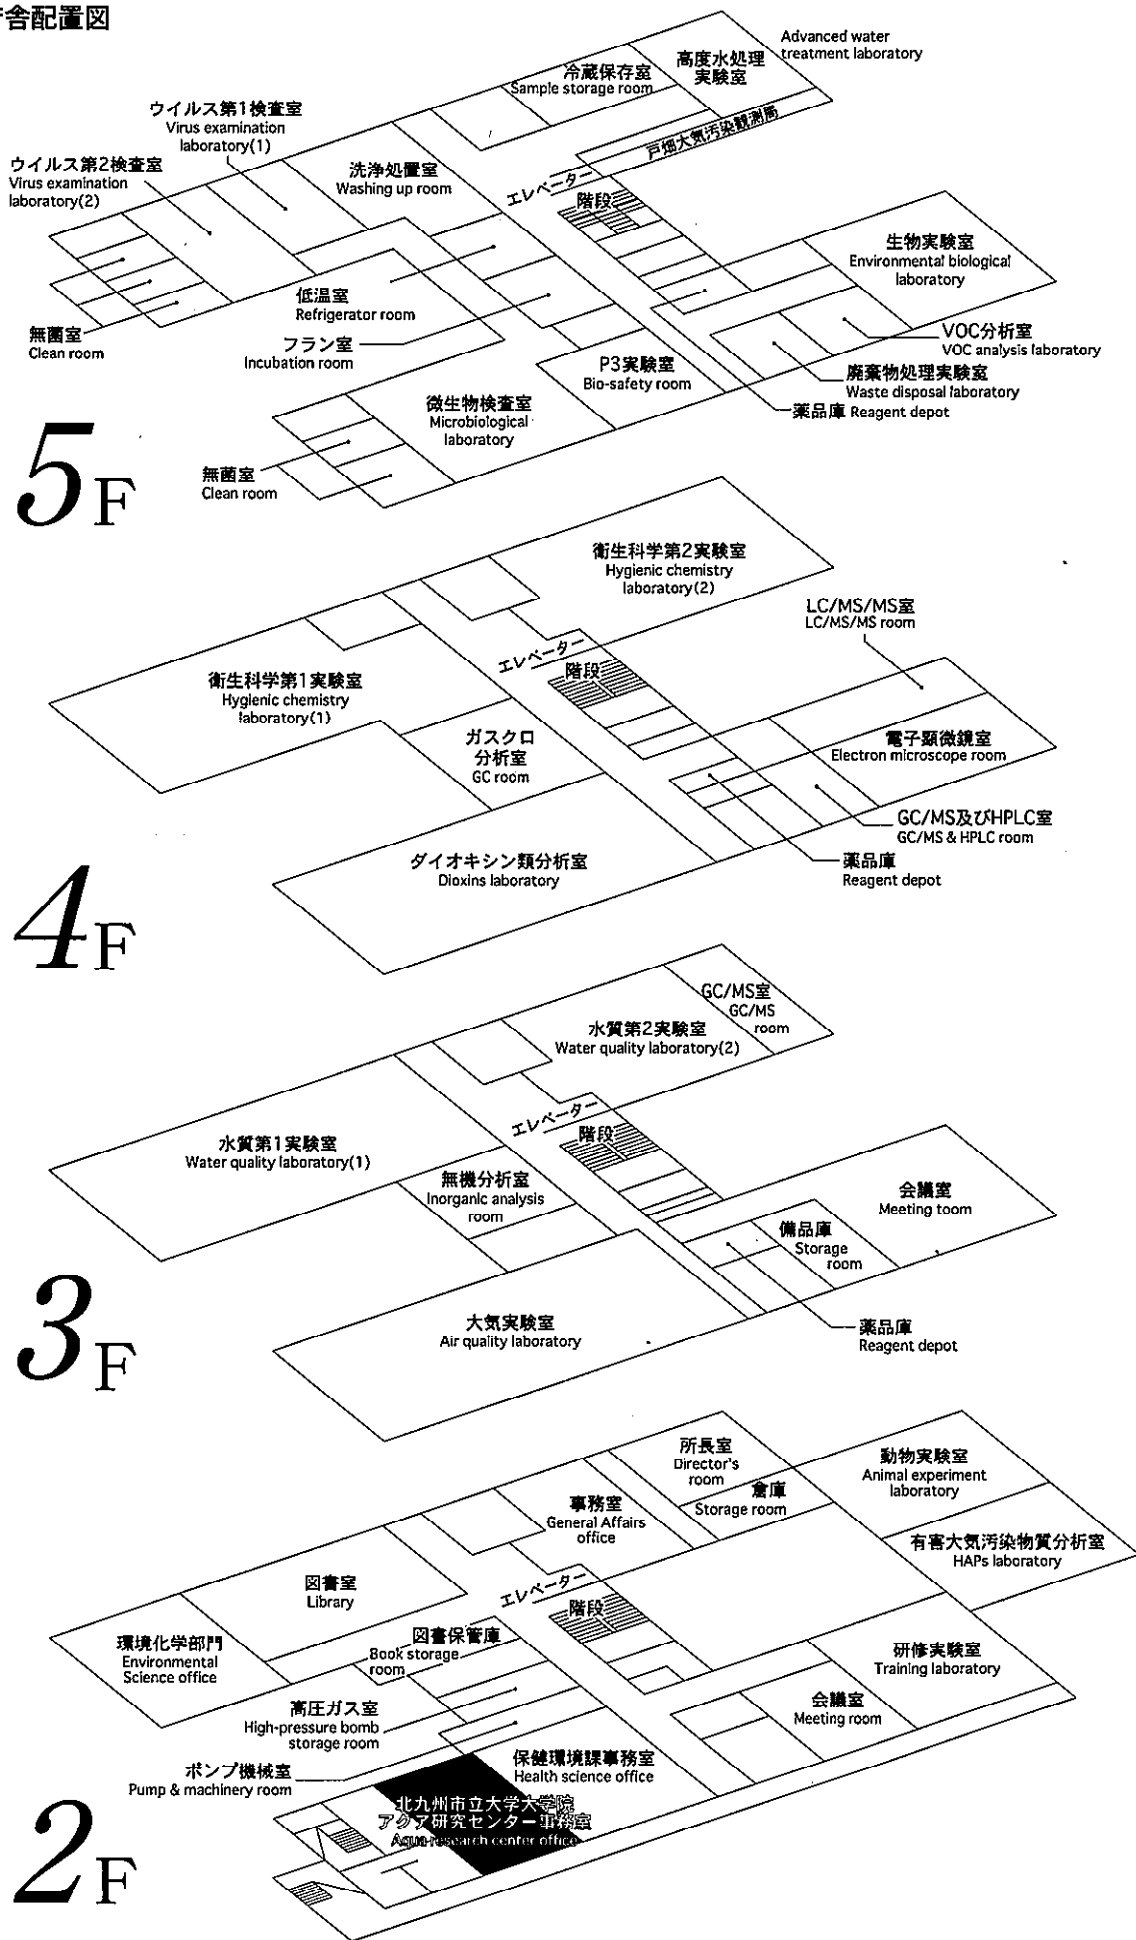 舎配置図
Advanced water
treatment laboratory
高度水処理
実験室
冷蔵保存室
Sample storage room
戸畑大気汚染観測局
ウイルス第1検査室
Virus examination
laboratory(1)
ウイルス第2検査室
Virus examination
laboratory(2)
洗浄処置室
Washing up room
エレベーター
階段
生物実験室
Environmental biological
laboratory
低温室
Refrigerator room
無菌室
Clean room
フラン室
Incubation room
VOC分析室
VOC analysis laboratory
P3実験室
Bio-safety room
廃棄物処理実験室
Waste disposal laboratory
薬品庫 Reagent depot
微生物検査室
Microbiological
laboratory
無菌室
Clean room
5F
衛生科学第2実験室
Hygienic chemistry
laboratory(2)
LC/MS/MS室
LC/MS/MS room
エレベーター
階段
衛生科学第1実験室
Hygienic chemistry
laboratory(1)
ガスクロ
分析室
GC room
電子顕微鏡室
Electron microscope room
GC/MS及びHPLC室
GC/MS & HPLC room
ダイオキシン類分析室
Dioxins laboratory
薬品庫
Reagent depot
4F
GC/MS室
GC/MS
room
水質第2実験室
Water quality laboratory(2)
エレベーター
階段
水質第1実験室
Water quality laboratory(1)
無機分析室
Inorganic analysis
room
会議室
Meeting toom
備品庫
Storage
room
大気実験室
Air quality laboratory
薬品庫
Reagent depot
3F
所長室
Director's
room
倉庫
Storage room
動物実験室
Animal experiment
laboratory
事務室
General Affairs
office
有害大気汚染物質分析室
HAPs laboratory
図書室
Library
エレベーター
階段
環境化学部門
Environmental
Science office
図書保管庫
Book storage
room
研修実験室
Training laboratory
高圧ガス室
High-pressure bomb
storage room
会議室
Meeting room
ポンプ機械室
Pump & machinery room
保健環境課事務室
Health science office
北九州市立大学大学院
アクア研究センター事務室
Aqua-research center office
2F